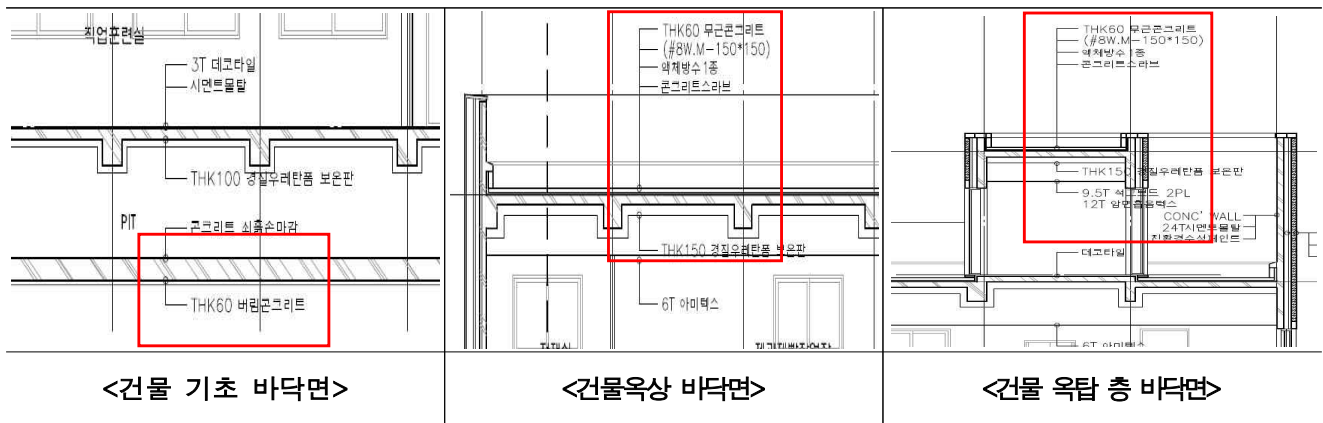 직업훈련실
3T 데코타일
시멘트몰탈
THK100 경질우레탄폼 보온판
PIT
콘크리트 쇠흙손마감
THK60 버림콘크리트
<건물 기초 바닥면>
THK60 무근콘크리트
(#8W.M-150*150)
액체방수1종
콘크리트스라브
THK150 경질우레탄폼 보온판
6T 아미텍스
<건물옥상 바닥면>
THK60 무근콘크리트
(#8W.M-150*150)
액체방수1종
콘크리트스라브
THK150 경질우레탄폼 보온판
9.5T 석고보드 2PL
12T 암면흡음텍스
CONC' WALL
24T시멘트몰탈
친환경수성페인트
데코타일
6T 아미텍스
<건물 옥탑 층 바닥면>